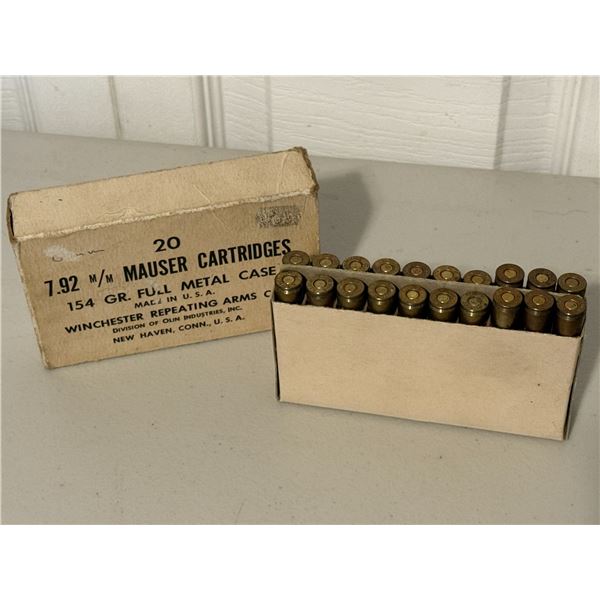 20
7.92 M/M MAUSER CARTRIDGES
154 GR. FULL METAL CASE
MADE IN U.S.A.
WINCHESTER REPEATING ARMS C
DIVISION OF OLIN INDUSTRIES, INC.
NEW HAVEN, CONN., U.S.A.